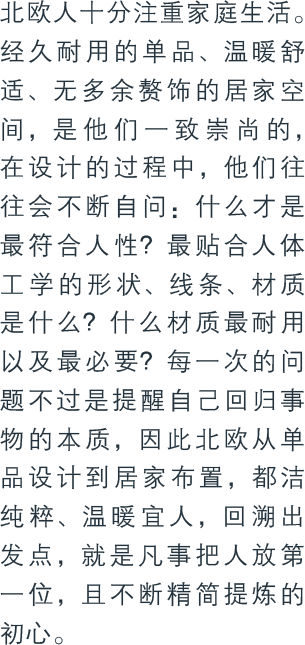 北欧人十分注重家庭生活。
经久耐用的单品、温暖舒
适、无多余赘饰的居家空
间，是他们一致崇尚的，
在设计的过程中，他们往
往会不断自问：什么才是
最符合人性？最贴合人体
工学的形状、线条、材质
是什么？什么材质最耐用
以及最必要？每一次的问
题不过是提醒自己回归事
物的本质，因此北欧从单
品设计到居家布置，都洁
纯粹、温暖宜人，回溯出
发点，就是凡事把人放第
一位，且不断精简提炼的
初心。